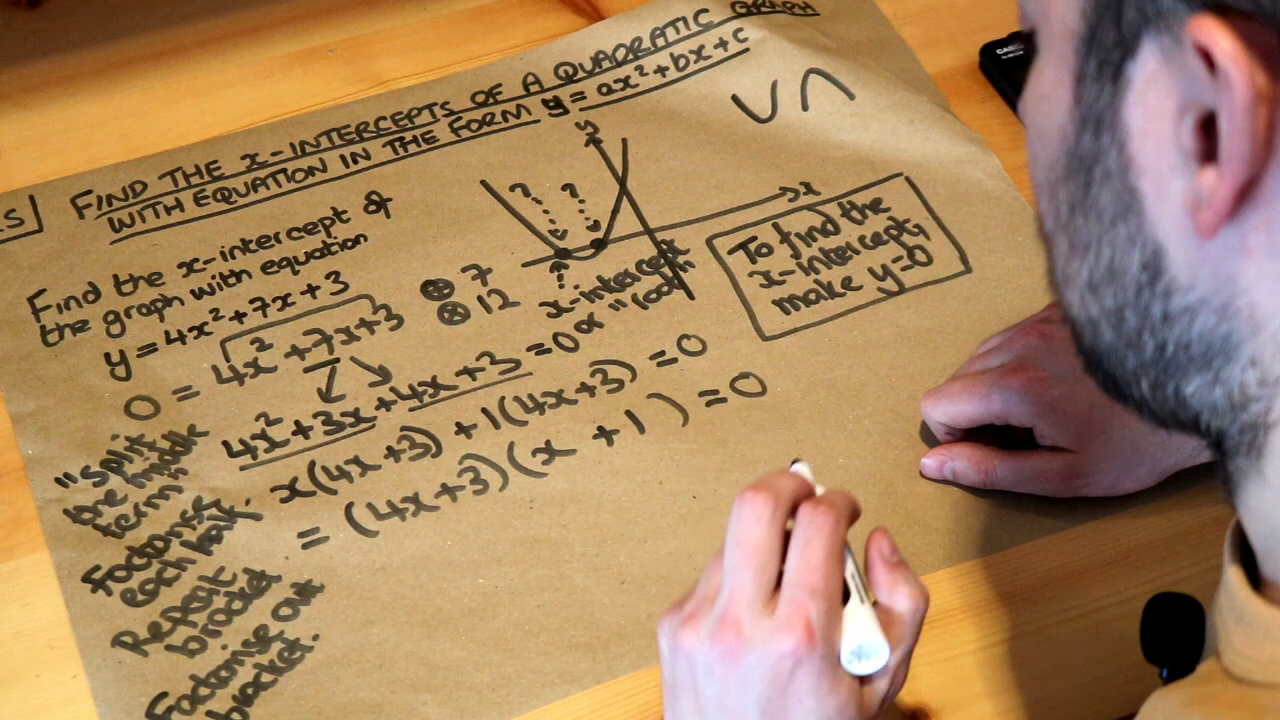 FIND THE x-INTERCEPTS OF A QUADRATIC GRAPH
WITH EQUATION IN THE FORM y = ax²+bx+c
S
Find the x-intercept of
the graph with equation
y = 4x²+7x+3
0 = 4x²+7x+3
4x²+3x+4x+3=0
x(4x+3)+1(4x+3)=0
=(4x+3)(x+1)=0
⊕ 7
⊗ 12
y
x
? ?
x-intercept
or "root"
To find the
x-intercept,
make y=0
"Split
the middle
term"
Factorise
each half.
Repeat
bracket
Factorise out
bracket.
CASIO